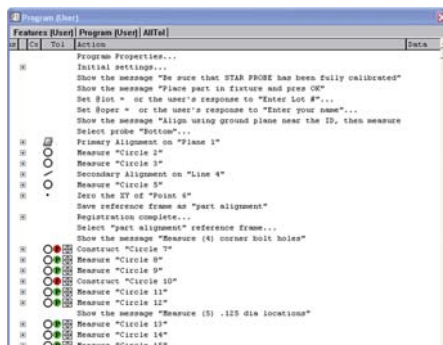 Program [User]
Features [User] Program [User] AllTel
Cs Tol Action Data
Program Properties...
Initial settings...
Show the message "Be sure that STAR PROBE has been fully calibrated"
Show the message "Place part in fixture and press OK"
Set @lot = or the user's response to "Enter Lot #"...
Set @oper = or the user's response to "Enter your name"...
Show the message "Align using ground plane near the ID, then measure
Select probe "Bottom"...
Primary Alignment on "Plane 1"
Measure "Circle 2"
Measure "Circle 3"
Secondary Alignment on "Line 4"
Measure "Circle 5"
Zero the XY of "Point 6"
Save reference frame as "part alignment"
Registration complete...
Select "part alignment" reference frame...
Show the message "Measure (4) corner bolt holes"
Construct "Circle 7"
Measure "Circle 8"
Measure "Circle 9"
Construct "Circle 10"
Measure "Circle 11"
Measure "Circle 12"
Show the message "Measure (5) .125 dia locations"
Measure "Circle 13"
Measure "Circle 14"
Measure "Circle 15"